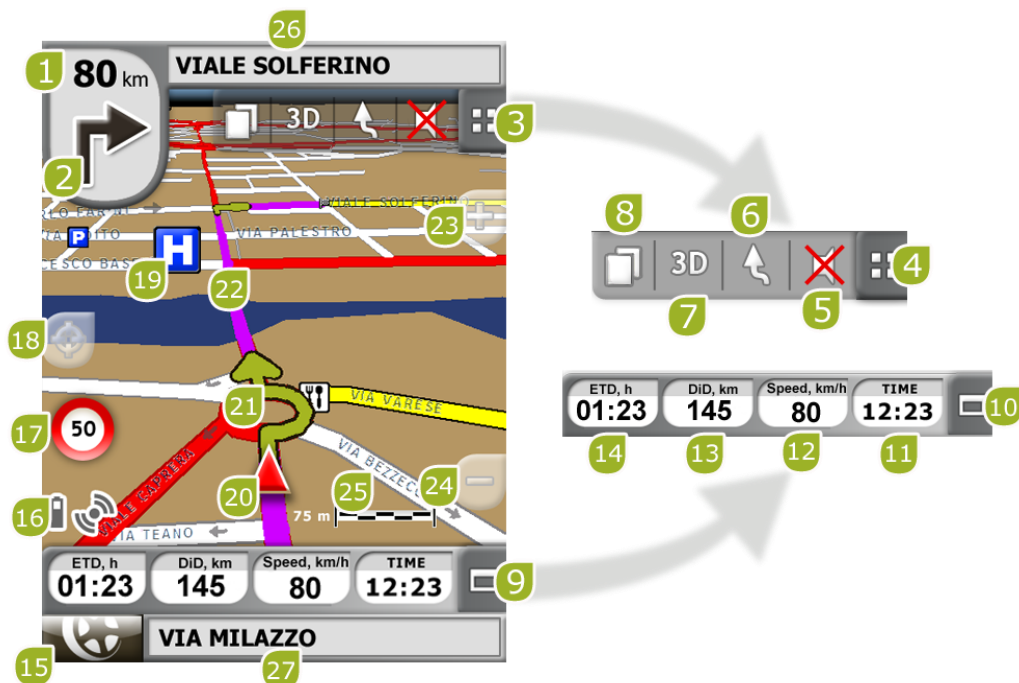 26
1
80 km
VIALE SOLFERINO
3D
3
2
VIALE SOLFERINO
23
P
VIA PALESTRO
H
19
22
18
21
VIA VARESE
17
50
VIA BEZZECCA
20
25
24
VIALE CAPRERA
16
75 m
VIA TEANO
ETD, h
01:23
DiD, km
145
Speed, km/h
80
TIME
12:23
9
15
VIA MILAZZO
27
8
6
3D
4
7
5
ETD, h
01:23
DiD, km
145
Speed, km/h
80
TIME
12:23
10
14
13
12
11